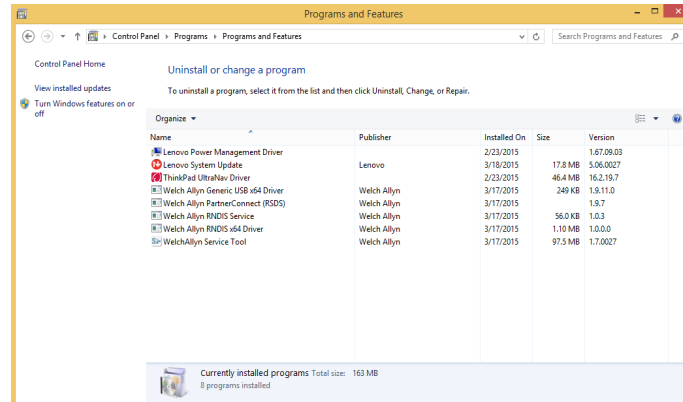 Programs and Features
Control Panel Programs Programs and Features Search Programs and Features
Control Panel Home
View installed updates
Turn Windows features on or
off
Uninstall or change a program
To uninstall a program, select it from the list and then click Uninstall, Change, or Repair.
Organize
Name Publisher Installed On Size Version
Lenovo Power Management Driver 2/23/2015 1.67.09.03
Lenovo System Update Lenovo 3/18/2015 17.8 MB 5.06.0027
ThinkPad UltraNav Driver 2/23/2015 46.4 MB 16.2.19.7
Welch Allyn Generic USB x64 Driver Welch Allyn 3/17/2015 249 KB 1.9.11.0
Welch Allyn PartnerConnect (RSDS) Welch Allyn 3/17/2015 1.9.7
Welch Allyn RNDIS Service Welch Allyn 3/17/2015 56.0 KB 1.0.3
Welch Allyn RNDIS x64 Driver Welch Allyn 3/17/2015 1.10 MB 1.0.0.0
WelchAllyn Service Tool Welch Allyn 3/17/2015 97.5 MB 1.7.0027
Currently installed programs Total size: 163 MB
8 programs installed